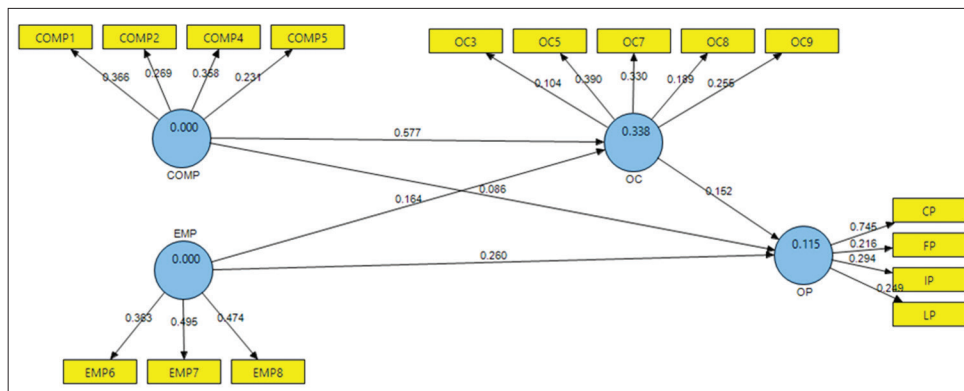 COMP1 COMP2 COMP4 COMP5
OC3 OC5 OC7 OC8 OC9
0.366 0.269 0.358 0.231
0.104 0.390 0.330 0.189 0.255
0.000
COMP
0.338
OC
0.577
0.086
0.164
0.152
EMP
0.000
0.260
0.115
OP
0.745
CP
0.216
FP
0.294
IP
0.249
LP
0.363 0.495 0.474
EMP6 EMP7 EMP8